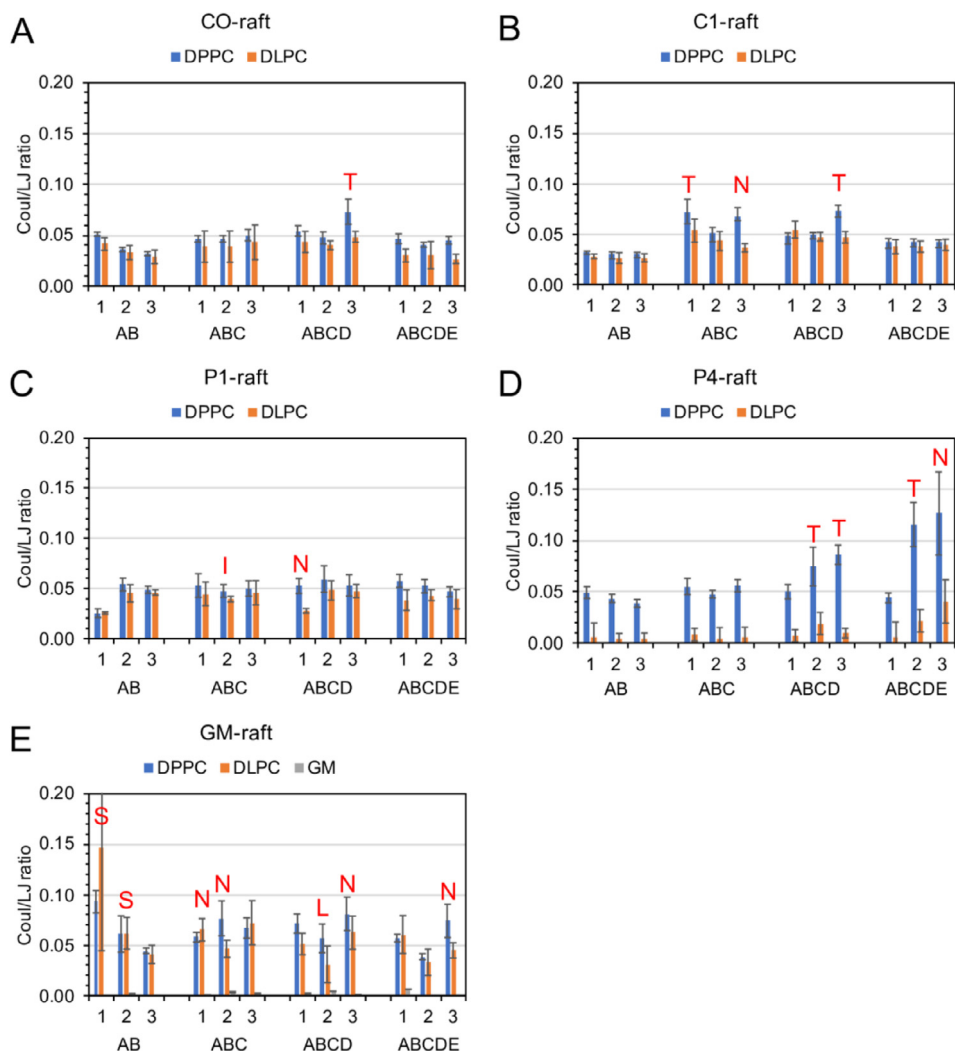 A
CO-raft
DPPC DLPC
Coul/LJ ratio
0.20
0.15
0.10
0.05
0.00
T
1 2 3 1 2 3 1 2 3 1 2 3
AB ABC ABCD ABCDE
B
C1-raft
DPPC DLPC
Coul/LJ ratio
0.20
0.15
0.10
0.05
0.00
T N T
1 2 3 1 2 3 1 2 3 1 2 3
AB ABC ABCD ABCDE
C
P1-raft
DPPC DLPC
Coul/LJ ratio
0.20
0.15
0.10
0.05
0.00
I N
1 2 3 1 2 3 1 2 3 1 2 3
AB ABC ABCD ABCDE
D
P4-raft
DPPC DLPC
Coul/LJ ratio
0.20
0.15
0.10
0.05
0.00
T T T N
1 2 3 1 2 3 1 2 3 1 2 3
AB ABC ABCD ABCDE
E
GM-raft
DPPC DLPC GM
Coul/LJ ratio
0.20
0.15
0.10
0.05
0.00
S S N N L N N
1 2 3 1 2 3 1 2 3 1 2 3
AB ABC ABCD ABCDE